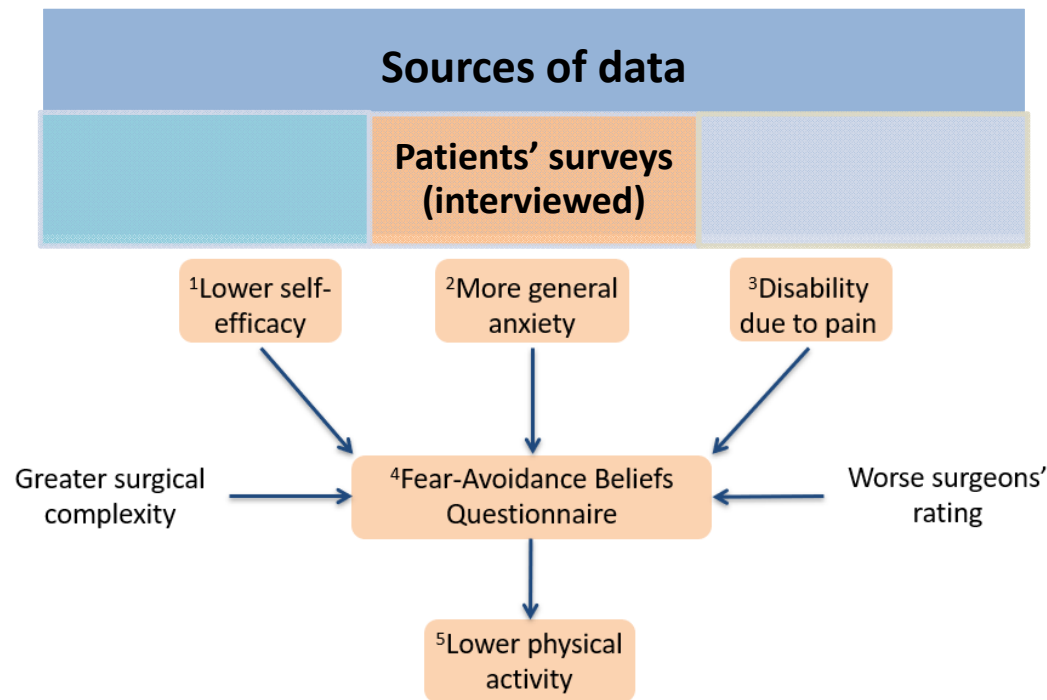 Sources of data
Patients’ surveys
(interviewed)
¹Lower self-
efficacy
²More general
anxiety
³Disability
due to pain
Greater surgical
complexity
⁴Fear-Avoidance Beliefs
Questionnaire
Worse surgeons’
rating
⁵Lower physical
activity